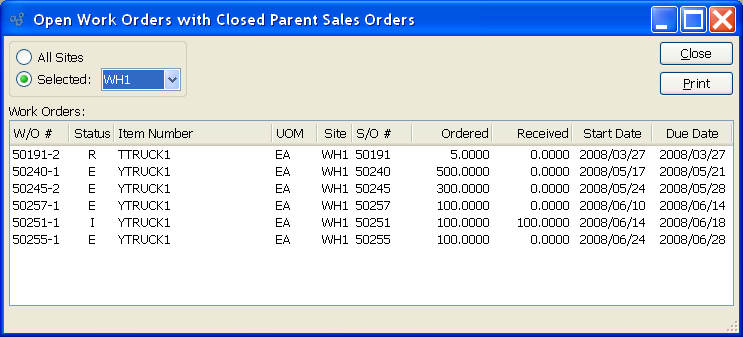 Open Work Orders with Closed Parent Sales Orders
All Sites
Selected: WH1
Close
Print
Work Orders:
W/O # Status Item Number UOM Site S/O # Ordered Received Start Date Due Date
50191-2 R TTRUCK1 EA WH1 50191 5.0000 0.0000 2008/03/27 2008/03/27
50240-1 E YTRUCK1 EA WH1 50240 500.0000 0.0000 2008/05/17 2008/05/21
50245-2 E YTRUCK1 EA WH1 50245 300.0000 0.0000 2008/05/24 2008/05/28
50257-1 E YTRUCK1 EA WH1 50257 100.0000 0.0000 2008/06/10 2008/06/14
50251-1 I YTRUCK1 EA WH1 50251 100.0000 100.0000 2008/06/14 2008/06/18
50255-1 E YTRUCK1 EA WH1 50255 100.0000 0.0000 2008/06/24 2008/06/28